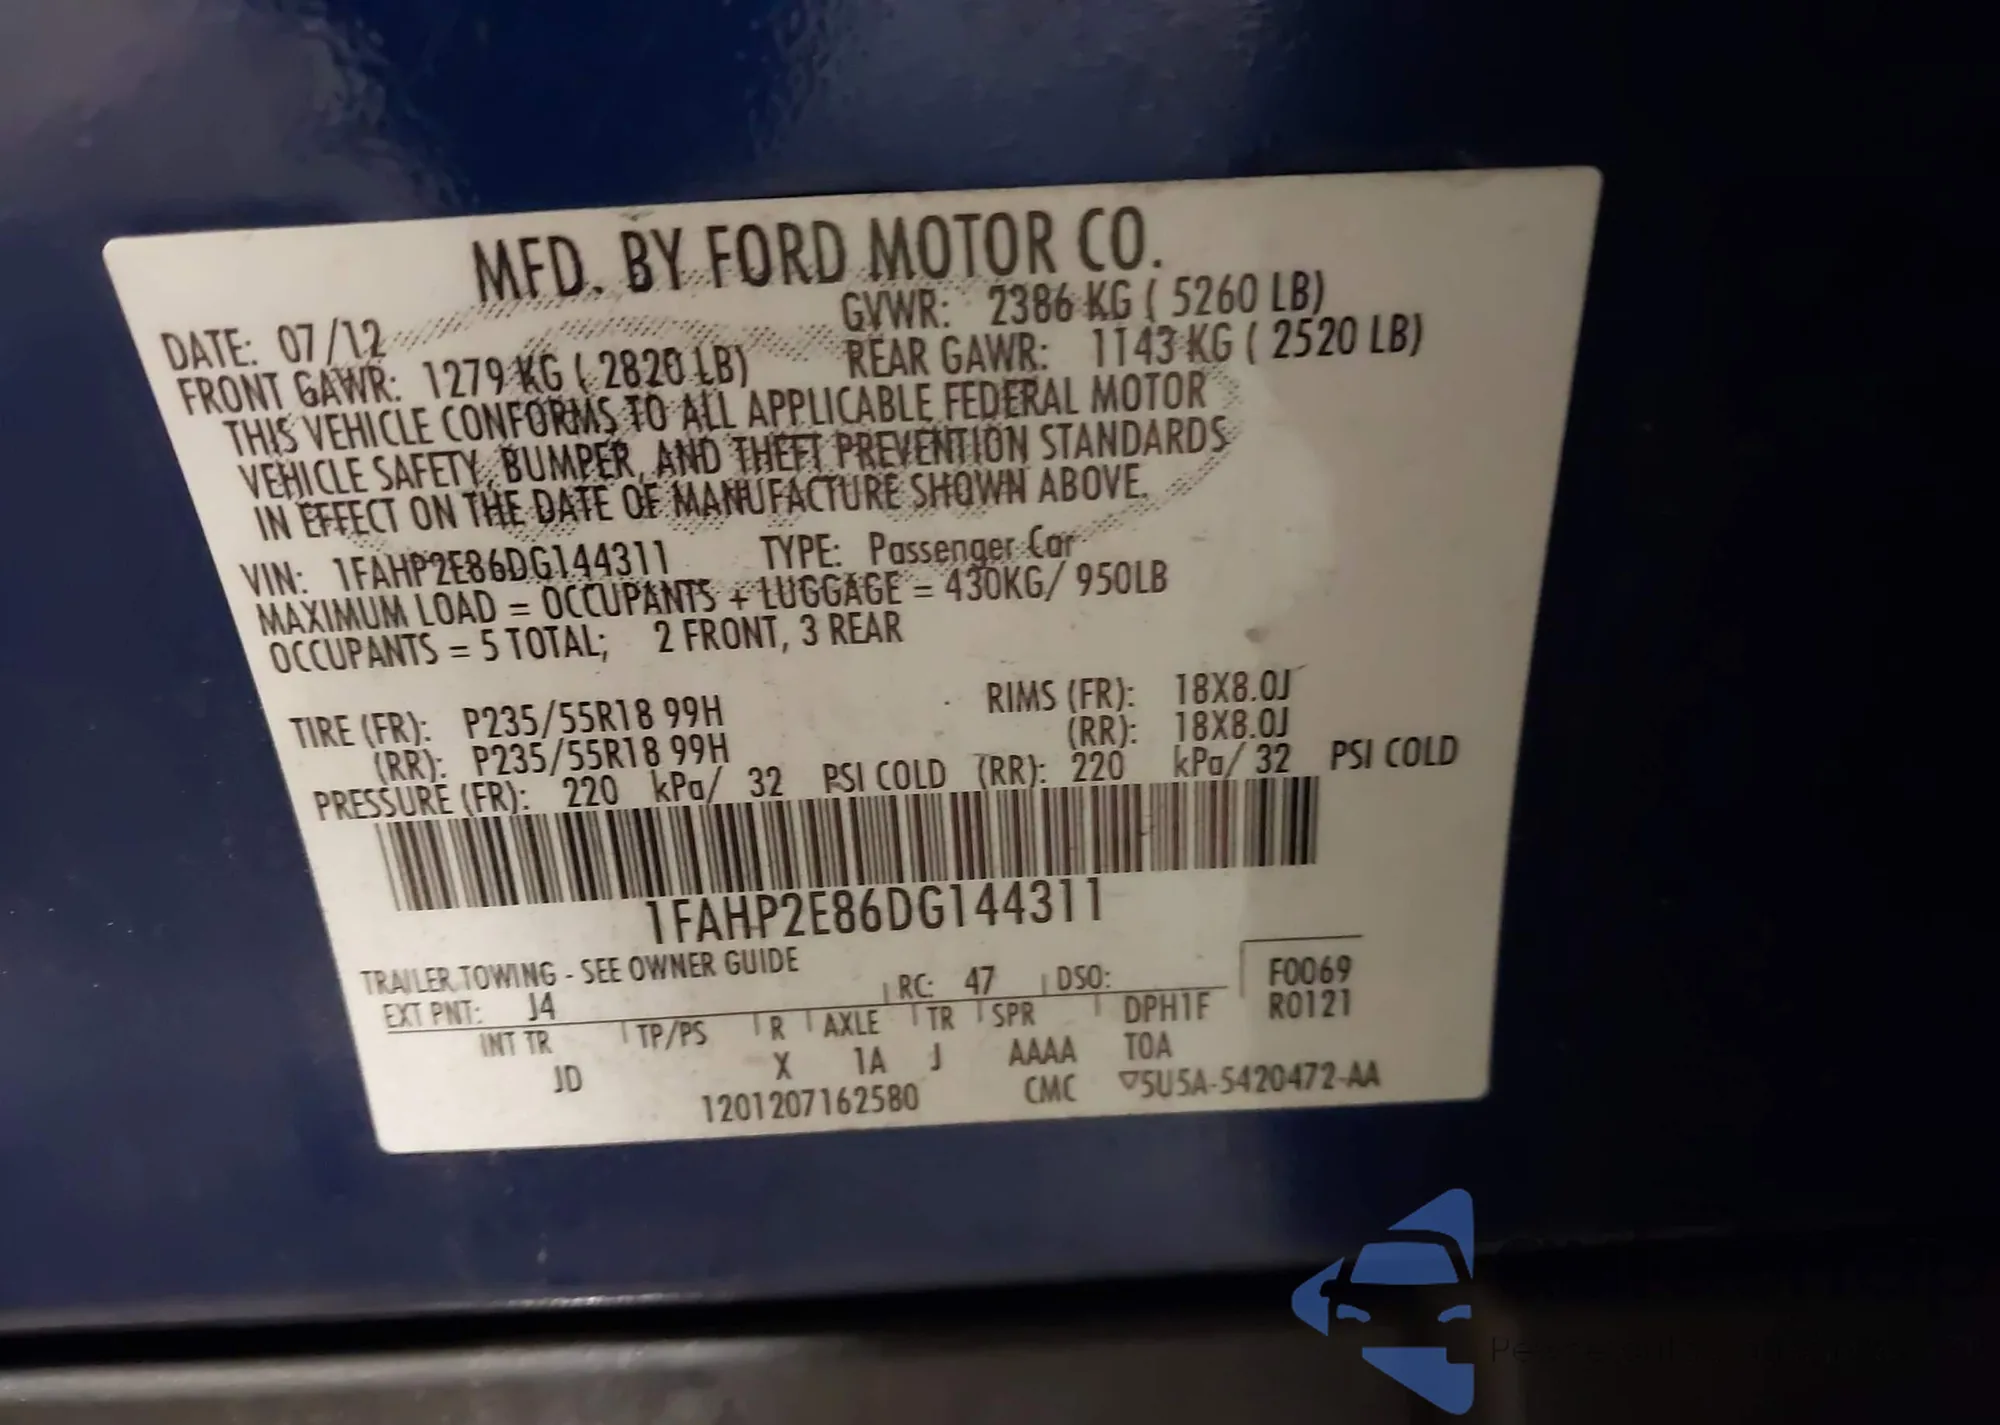 MFD. BY FORD MOTOR CO.
DATE: 07/12 GVWR: 2386 KG ( 5260 LB)
FRONT GAWR: 1279 KG ( 2820 LB) REAR GAWR: 1143 KG ( 2520 LB)
THIS VEHICLE CONFORMS TO ALL APPLICABLE FEDERAL MOTOR
VEHICLE SAFETY, BUMPER, AND THEFT PREVENTION STANDARDS
IN EFFECT ON THE DATE OF MANUFACTURE SHOWN ABOVE.
VIN: 1FAHP2E86DG144311 TYPE: Passenger Car
MAXIMUM LOAD = OCCUPANTS + LUGGAGE = 430KG/ 950LB
OCCUPANTS = 5 TOTAL; 2 FRONT, 3 REAR
TIRE (FR): P235/55R18 99H RIMS (FR): 18X8.0J
(RR): P235/55R18 99H (RR): 18X8.0J
PRESSURE (FR): 220 kPa/ 32 PSI COLD (RR): 220 kPa/ 32 PSI COLD
1FAHP2E86DG144311
TRAILER TOWING - SEE OWNER GUIDE
EXT PNT: J4 RC: 47 DSO: F0069
INT TR TP/PS R AXLE TR SPR DPH1F R0121
JD X 1A J AAAA TOA
1201207162580 CMC ▽5U5A-5420472-AA